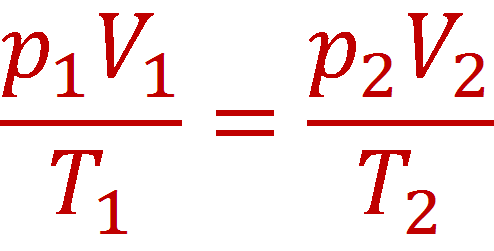 p₁V₁/T₁ = p₂V₂/T₂